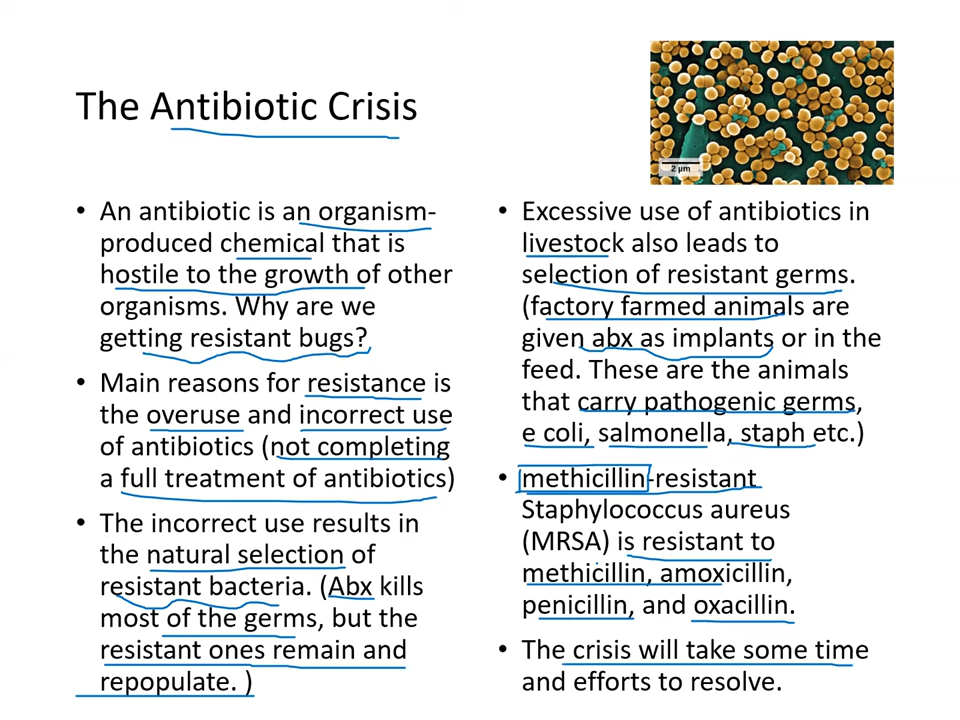 The Antibiotic Crisis
2 µm
An antibiotic is an organism-
produced chemical that is
hostile to the growth of other
organisms. Why are we
getting resistant bugs?
Main reasons for resistance is
the overuse and incorrect use
of antibiotics (not completing
a full treatment of antibiotics)
The incorrect use results in
the natural selection of
resistant bacteria. (Abx kills
most of the germs, but the
resistant ones remain and
repopulate. )
Excessive use of antibiotics in
livestock also leads to
selection of resistant germs.
(factory farmed animals are
given abx as implants or in the
feed. These are the animals
that carry pathogenic germs,
e coli, salmonella, staph etc.)
methicillin-resistant
Staphylococcus aureus
(MRSA) is resistant to
methicillin, amoxicillin,
penicillin, and oxacillin.
The crisis will take some time
and efforts to resolve.